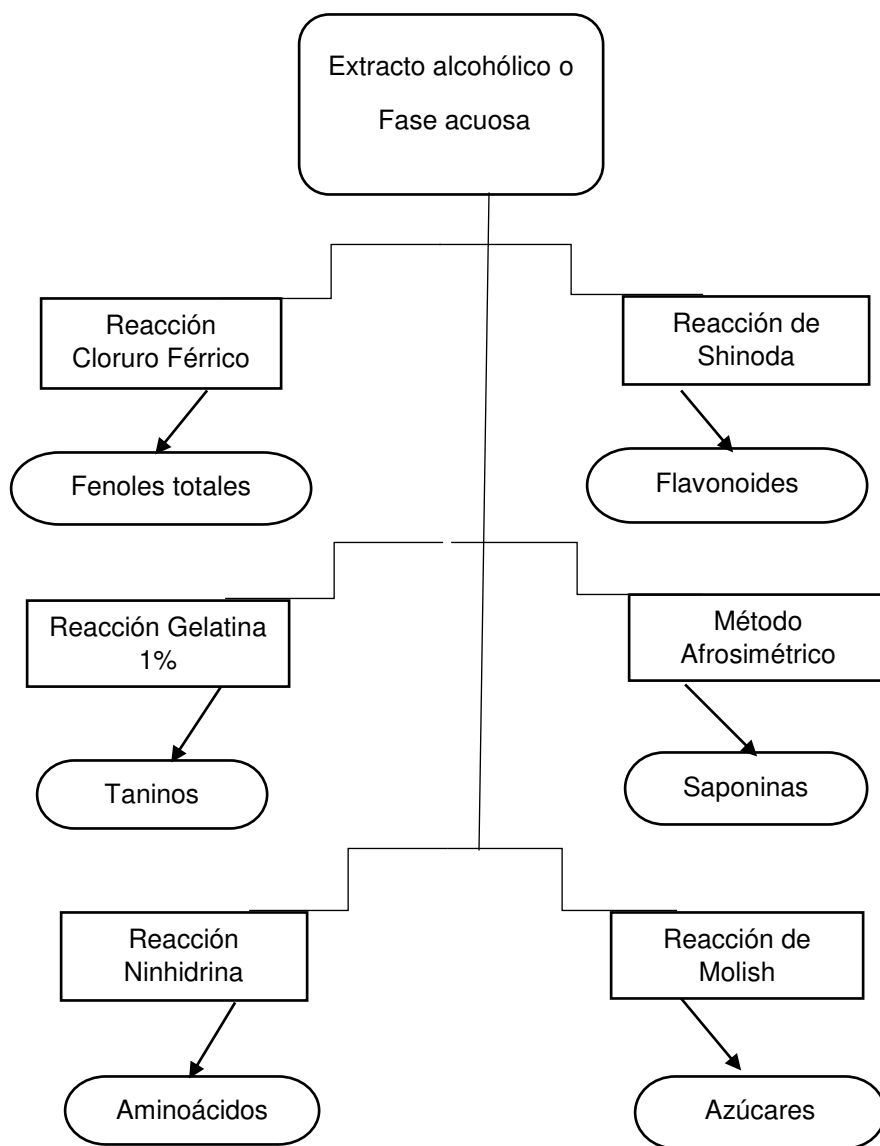 Extracto alcohólico o
Fase acuosa
Reacción
Cloruro Férrico
Reacción de
Shinoda
Fenoles totales
Flavonoides
Reacción Gelatina
1%
Método
Afrosimétrico
Taninos
Saponinas
Reacción
Ninhidrina
Reacción de
Molish
Aminoácidos
Azúcares